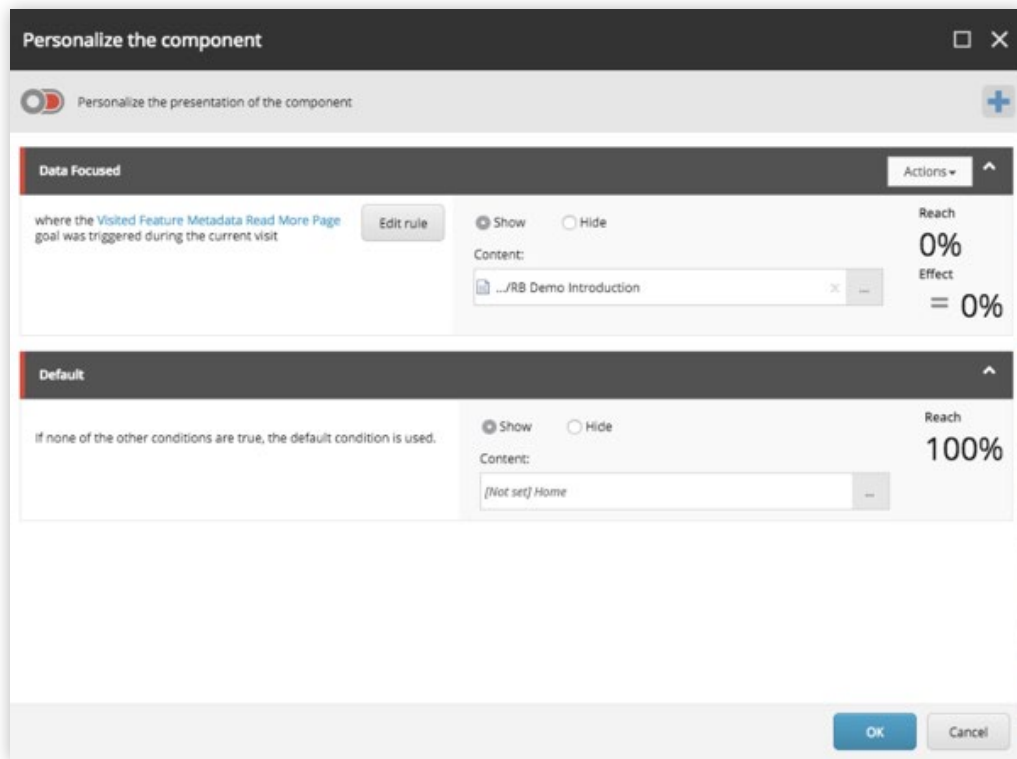 Personalize the component
Personalize the presentation of the component
Data Focused
Actions
where the Visited Feature Metadata Read More Page
goal was triggered during the current visit
Edit rule
Show
Hide
Content:
.../RB Demo Introduction
...
Reach
0%
Effect
= 0%
Default
If none of the other conditions are true, the default condition is used.
Show
Hide
Content:
[Not set] Home
...
Reach
100%
OK
Cancel